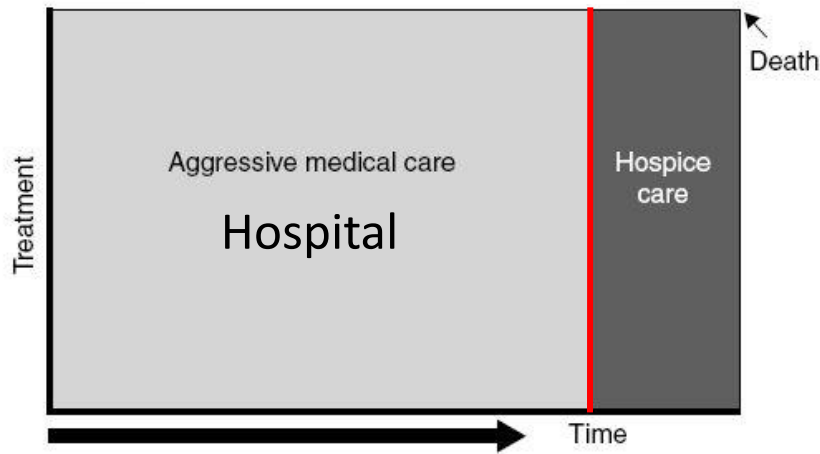 Death
Aggressive medical care
Hospice
care
Treatment
Hospital
Time